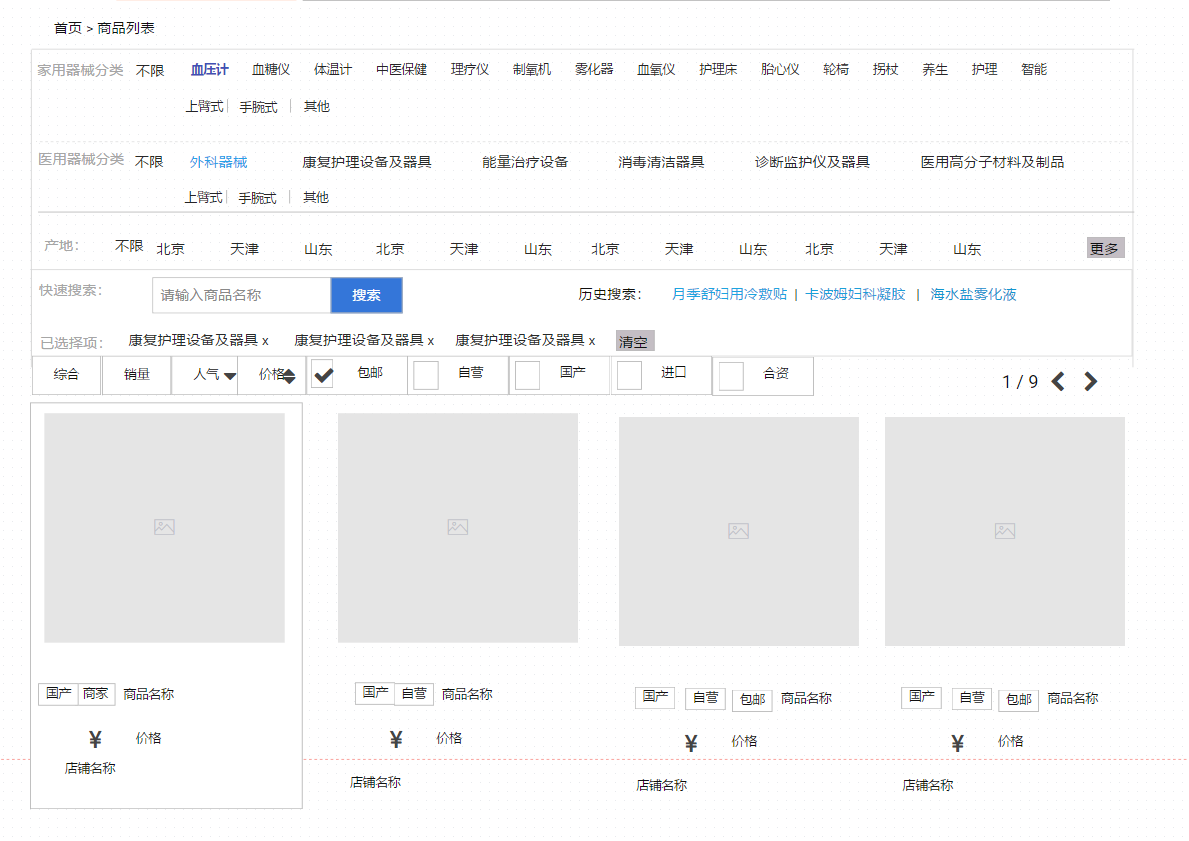 首页 > 商品列表
家用器械分类 不限 血压计 血糖仪 体温计 中医保健 理疗仪 制氧机 雾化器 血氧仪 护理床 胎心仪 轮椅 拐杖 养生 护理 智能
上臂式 | 手腕式 | 其他
医用器械分类 不限 外科器械 康复护理设备及器具 能量治疗设备 消毒清洁器具 诊断监护仪及器具 医用高分子材料及制品
上臂式 | 手腕式 | 其他
产地: 不限 北京 天津 山东 北京 天津 山东 北京 天津 山东 北京 天津 山东 更多
快速搜索: 请输入商品名称 搜索 历史搜索: 月季舒妇用冷敷贴 | 卡波姆妇科凝胶 | 海水盐雾化液
已选择项: 康复护理设备及器具 x 康复护理设备及器具 x 康复护理设备及器具 x 清空
综合 销量 人气 价格 包邮 自营 国产 进口 合资 1 / 9
国产 商家 商品名称 国产 自营 商品名称 国产 自营 包邮 商品名称 国产 自营 包邮 商品名称
¥ 价格 ¥ 价格 ¥ 价格 ¥ 价格
店铺名称 店铺名称 店铺名称 店铺名称